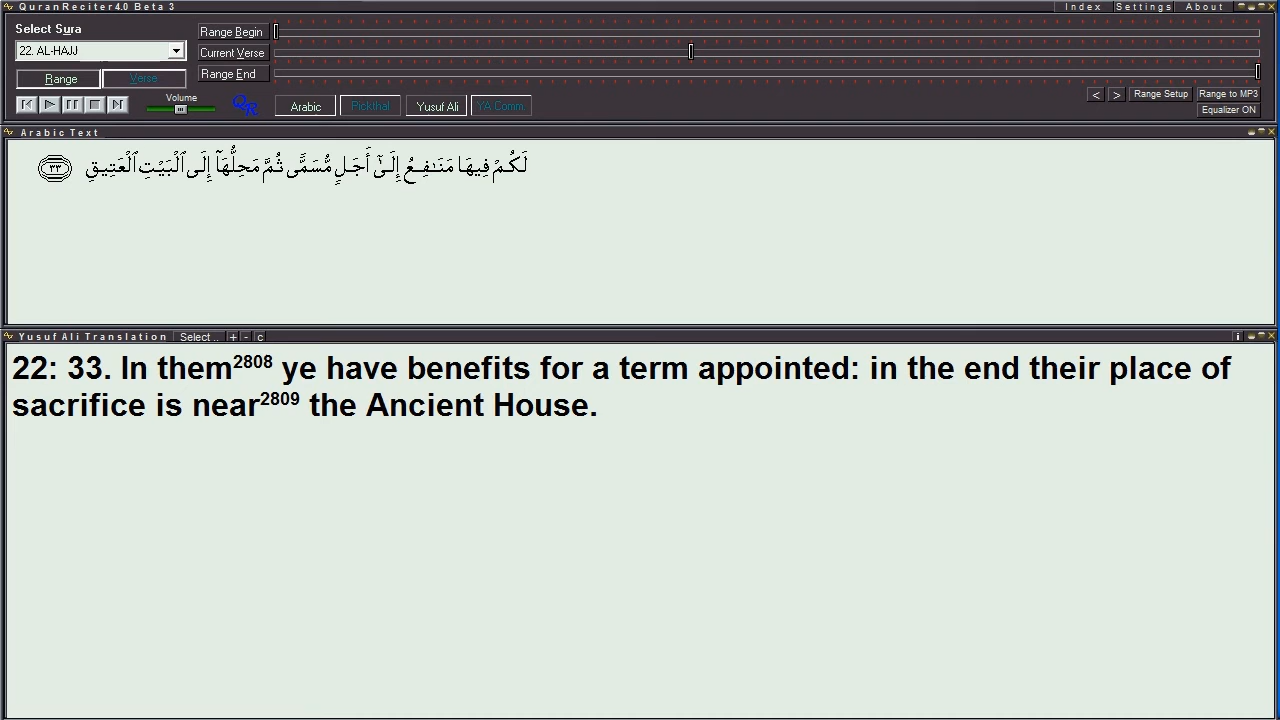 QuranReciter4.0 Beta 3
Index Settings About
Select Sura
22. AL-HAJJ
Range Verse
Volume
Range Begin
Current Verse
Range End
QR
Arabic Pickthal Yusuf Ali YA Comm.
< > Range Setup Range to MP3
Equalizer ON
Arabic Text
لَكُمْ فِيهَا مَنَـٰفِعُ إِلَىٰٓ أَجَلٍ مُّسَمًّى ثُمَّ مَحِلُّهَآ إِلَى ٱلْبَيْتِ ٱلْعَتِيقِ ٣٣
Yusuf Ali Translation Select .. + - c i
22: 33. In them2808 ye have benefits for a term appointed: in the end their place of
sacrifice is near2809 the Ancient House.